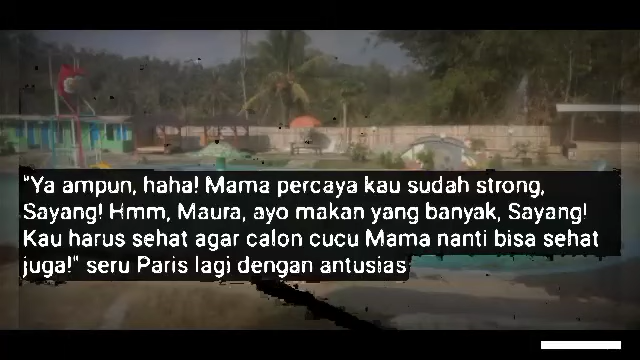 "Ya ampun, haha! Mama percaya kau sudah strong,
Sayang! Hmm, Maura, ayo makan yang banyak, Sayang!
Kau harus sehat agar calon cucu Mama nanti bisa sehat
juga!" seru Paris lagi dengan antusias